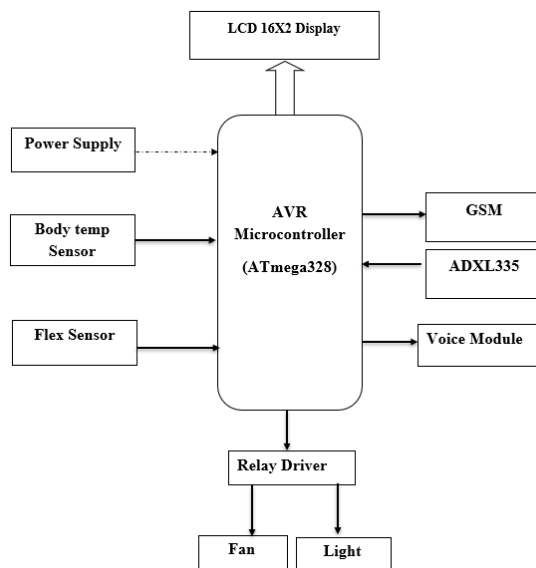 LCD 16X2 Display
Power Supply
Body temp
Sensor
Flex Sensor
AVR
Microcontroller
(ATmega328)
GSM
ADXL335
Voice Module
Relay Driver
Fan
Light